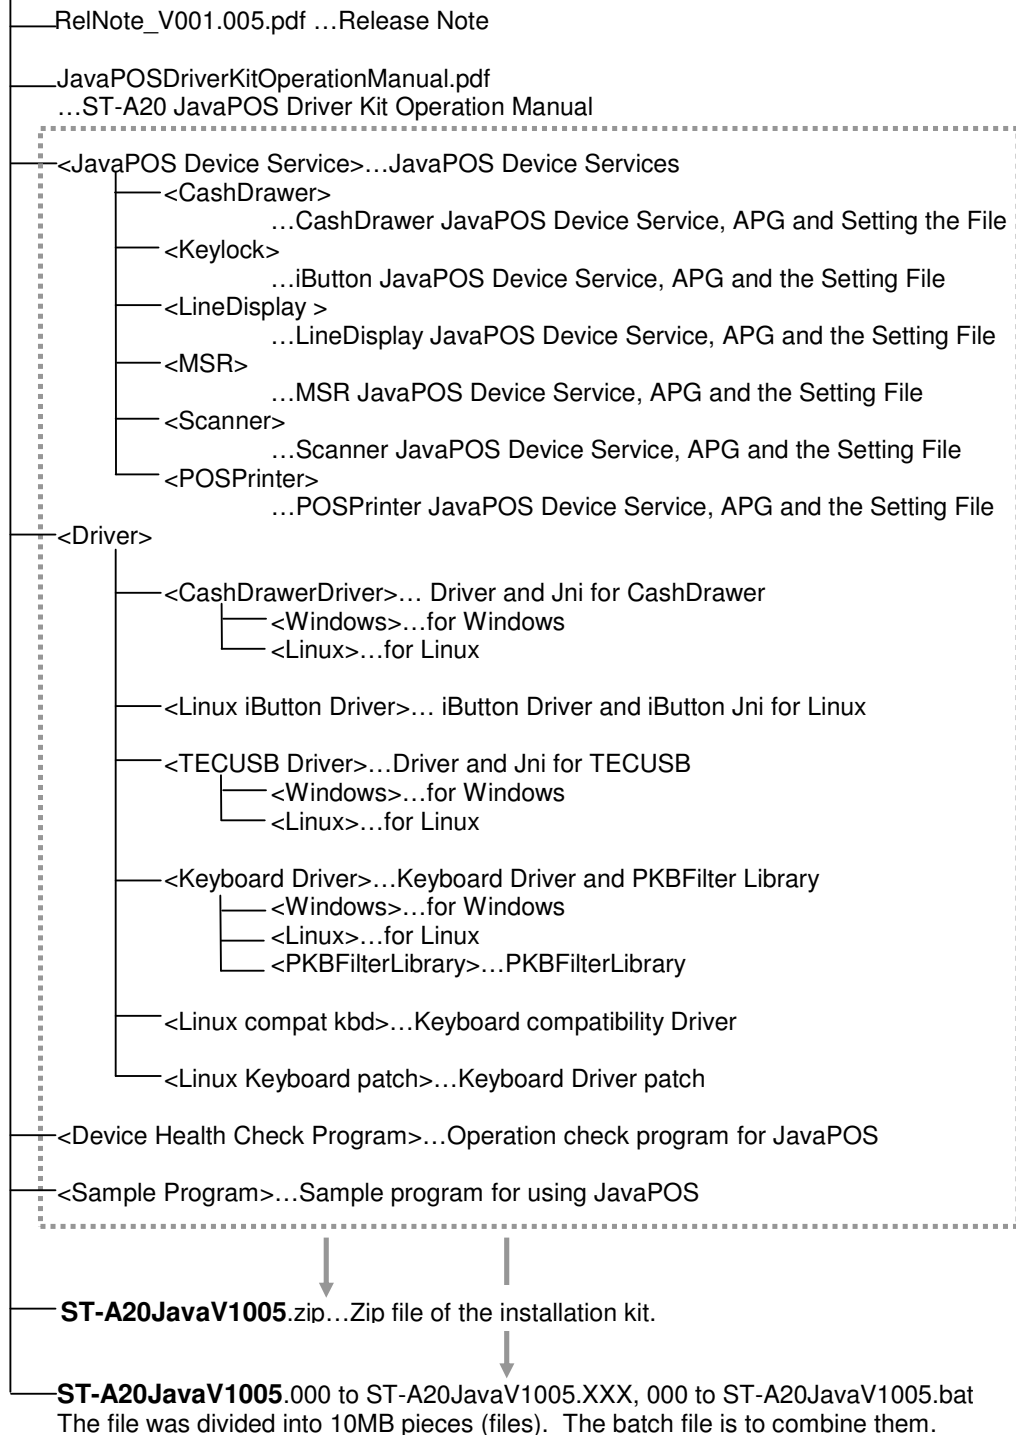 RelNote_V001.005.pdf …Release Note
JavaPOSDriverKitOperationManual.pdf
…ST-A20 JavaPOS Driver Kit Operation Manual
<JavaPOS Device Service>…JavaPOS Device Services
<CashDrawer>
…CashDrawer JavaPOS Device Service, APG and Setting the File
<Keylock>
…iButton JavaPOS Device Service, APG and the Setting File
<LineDisplay >
…LineDisplay JavaPOS Device Service, APG and the Setting File
<MSR>
…MSR JavaPOS Device Service, APG and the Setting File
<Scanner>
…Scanner JavaPOS Device Service, APG and the Setting File
<POSPrinter>
…POSPrinter JavaPOS Device Service, APG and the Setting File
<Driver>
<CashDrawerDriver>… Driver and Jni for CashDrawer
<Windows>…for Windows
<Linux>…for Linux
<Linux iButton Driver>… iButton Driver and iButton Jni for Linux
<TECUSB Driver>…Driver and Jni for TECUSB
<Windows>…for Windows
<Linux>…for Linux
<Keyboard Driver>…Keyboard Driver and PKBFilter Library
<Windows>…for Windows
<Linux>…for Linux
<PKBFilterLibrary>…PKBFilterLibrary
<Linux compat kbd>…Keyboard compatibility Driver
<Linux Keyboard patch>…Keyboard Driver patch
<Device Health Check Program>…Operation check program for JavaPOS
<Sample Program>…Sample program for using JavaPOS
ST-A20JavaV1005.zip…Zip file of the installation kit.
ST-A20JavaV1005.000 to ST-A20JavaV1005.XXX, 000 to ST-A20JavaV1005.bat
The file was divided into 10MB pieces (files). The batch file is to combine them.